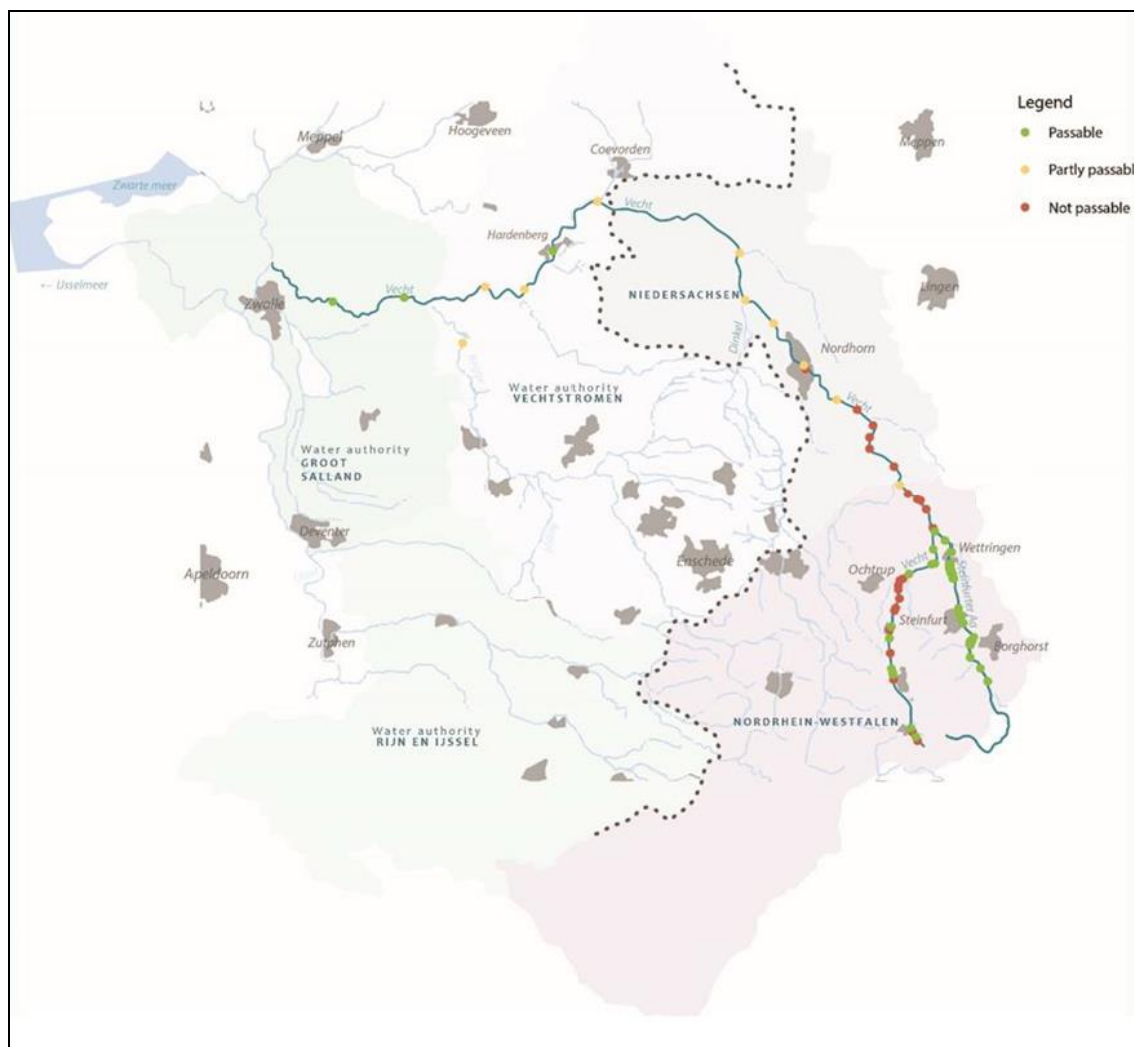 Legend
Passable
Partly passable
Not passable
Hoogeveen
Meppel
Meppen
Coevorden
Zwarte meer
Vecht
Hardenberg
← IJsselmeer
Vecht
Zwolle
NIEDERSACHSEN
Lingen
Dinkel
Nordhorn
Water authority
VECHTSTROMEN
Vecht
Water authority
GROOT
SALLAND
Deventer
Wettringen
Enschede
Vecht
Apeldoorn
Ochtrup
Steinfurter Aa
Steinfurt
Zutphen
Borghorst
NORDRHEIN-WESTFALEN
Water authority
RIJN EN IJSSEL